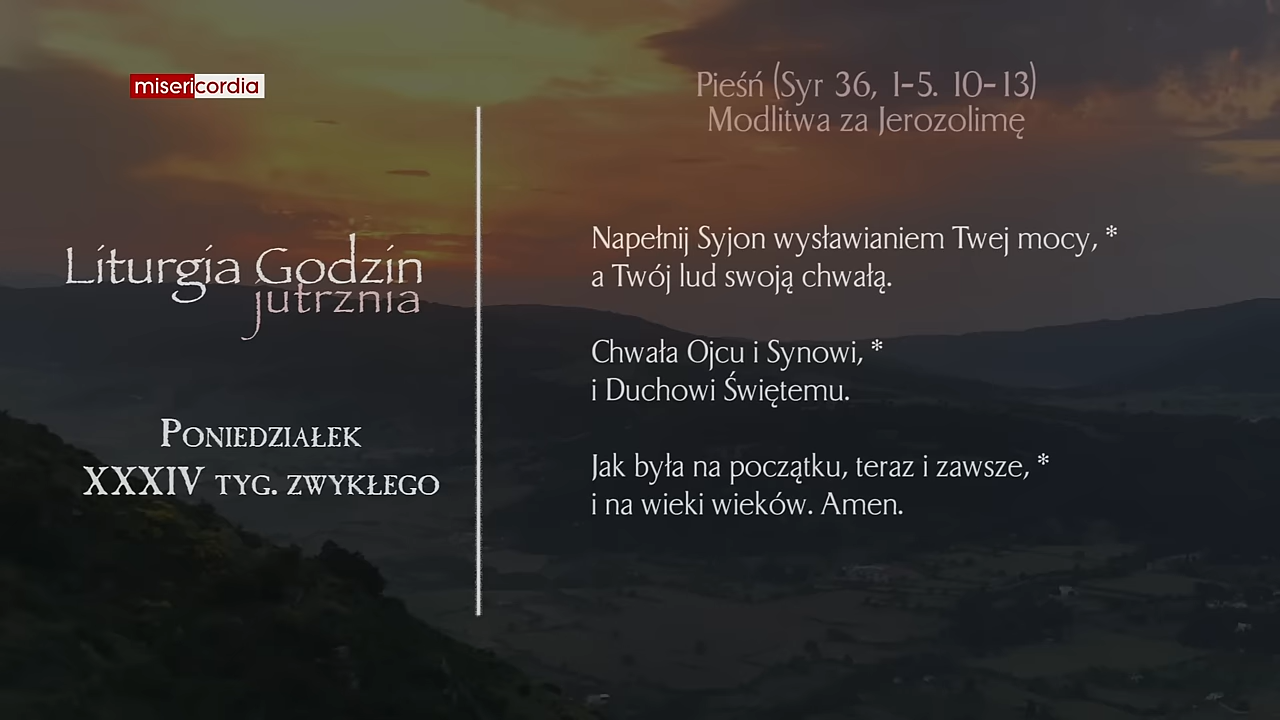 misericordia
Liturgia Godzin
jutrznia
Poniedziałek
XXXIV tyg. zwykłego
Pieśń (Syr 36, 1-5. 10-13)
Modlitwa za Jerozolimę
Napełnij Syjon wysławianiem Twej mocy, *
a Twój lud swoją chwałą.
Chwała Ojcu i Synowi, *
i Duchowi Świętemu.
Jak była na początku, teraz i zawsze, *
i na wieki wieków. Amen.